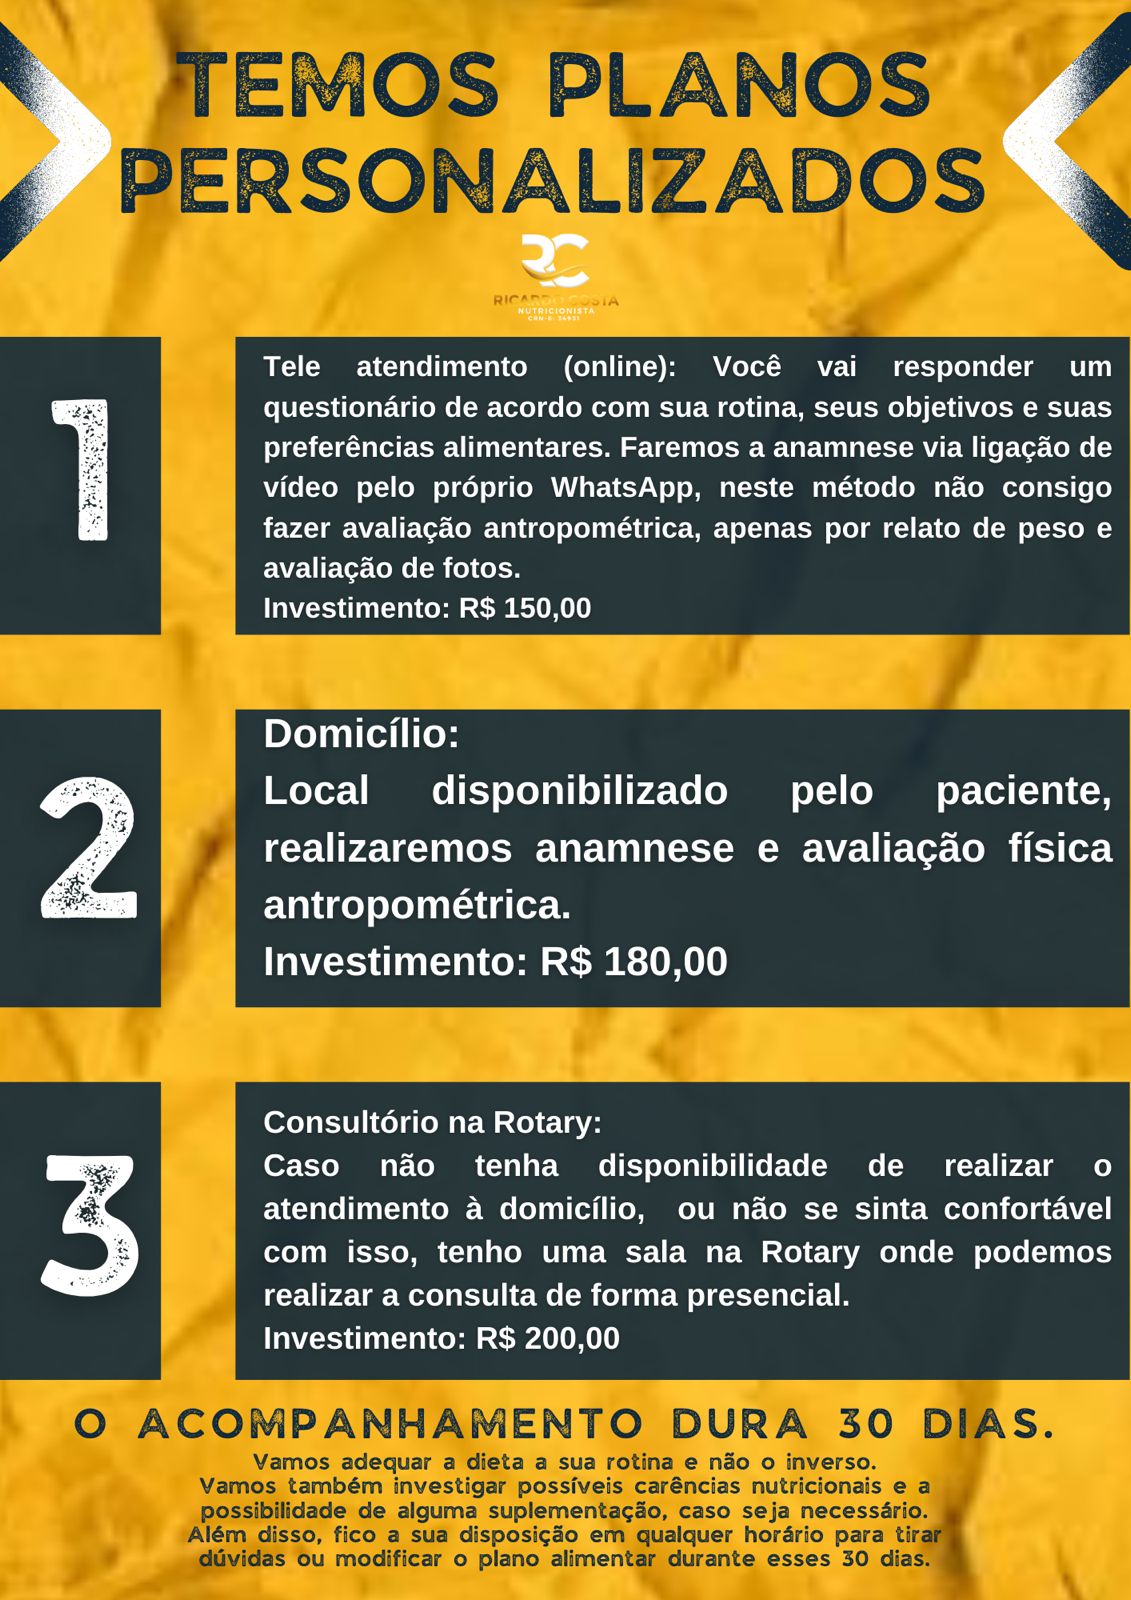 TEMOS PLANOS
PERSONALIZADOS
RC
RICARDO COSTA
NUTRICIONISTA
1
Tele atendimento (online): Você vai responder um
questionário de acordo com sua rotina, seus objetivos e suas
preferências alimentares. Faremos a anamnese via ligação de
vídeo pelo próprio WhatsApp, neste método não consigo
fazer avaliação antropométrica, apenas por relato de peso e
avaliação de fotos.
Investimento: R$ 150,00
2
Domicílio:
Local disponibilizado pelo paciente,
realizaremos anamnese e avaliação física
antropométrica.
Investimento: R$ 180,00
3
Consultório na Rotary:
Caso não tenha disponibilidade de realizar o
atendimento à domicílio, ou não se sinta confortável
com isso, tenho uma sala na Rotary onde podemos
realizar a consulta de forma presencial.
Investimento: R$ 200,00
O ACOMPANHAMENTO DURA 30 DIAS.
Vamos adequar a dieta a sua rotina e não o inverso.
Vamos também investigar possíveis carências nutricionais e a
possibilidade de alguma suplementação, caso seja necessário.
Além disso, fico a sua disposição em qualquer horário para tirar
dúvidas ou modificar o plano alimentar durante esses 30 dias.